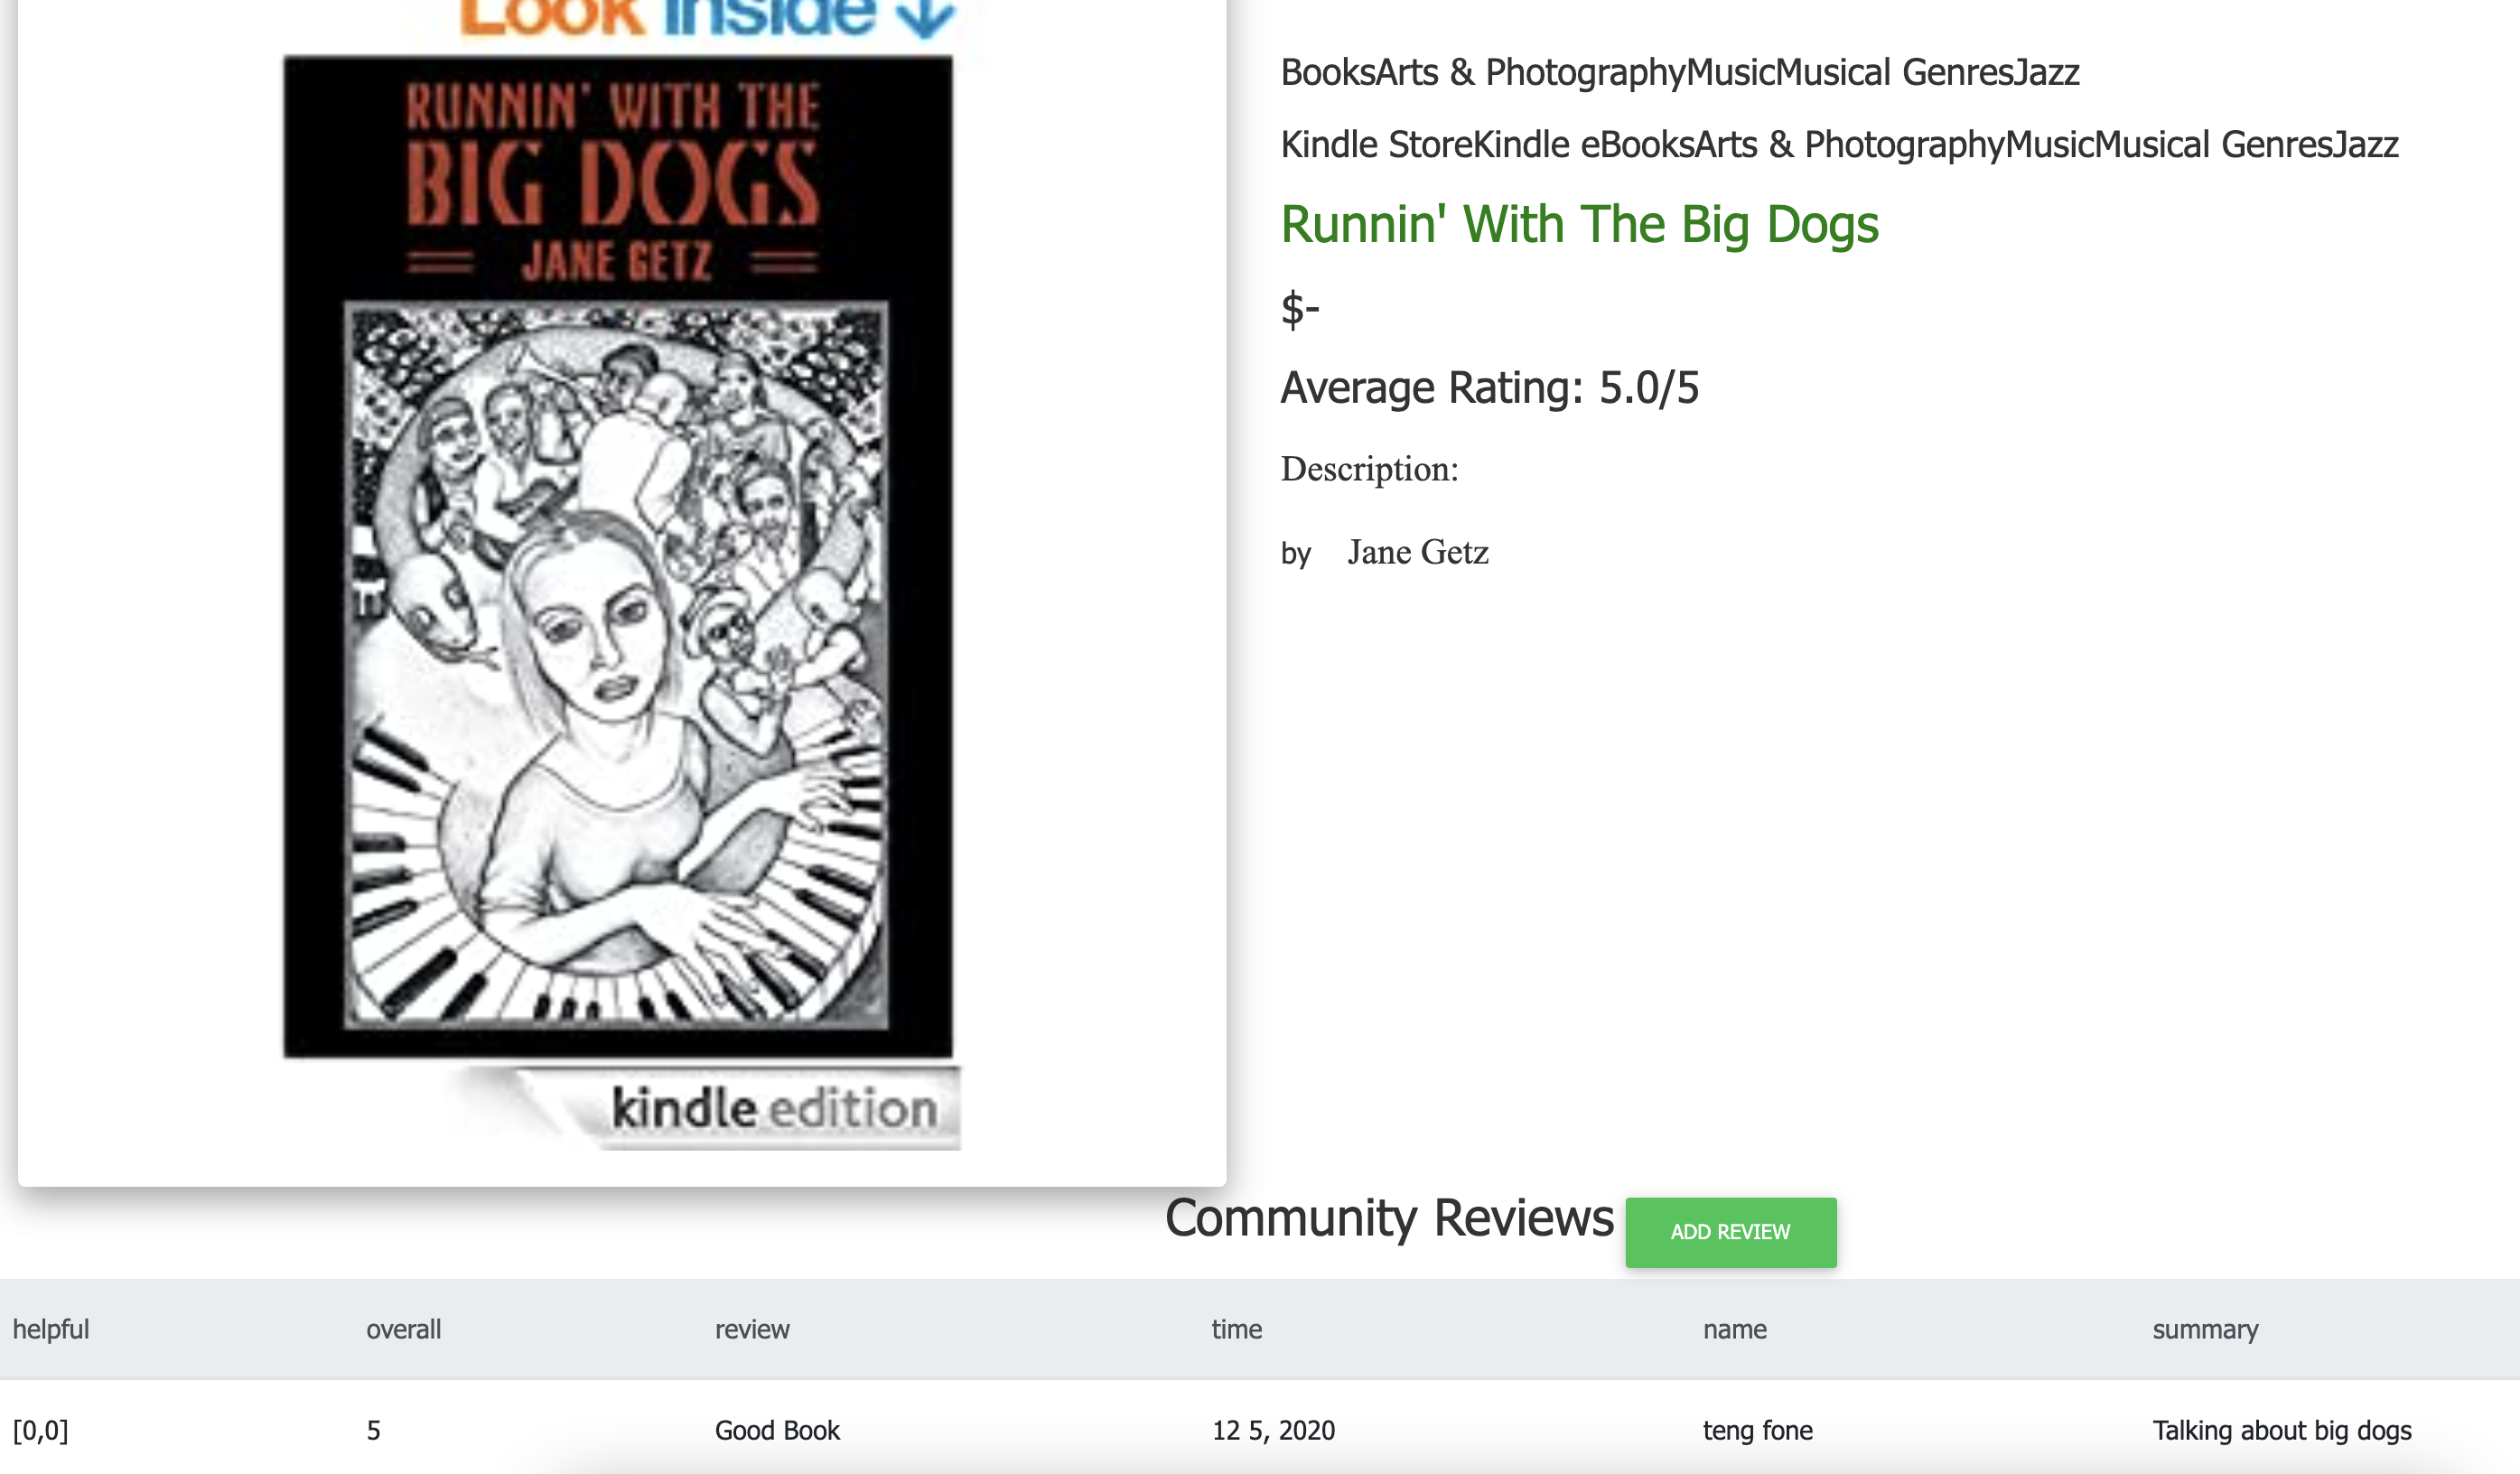 Look Inside
RUNNIN' WITH THE
BIG DOGS
JANE GETZ
kindle edition
BooksArts & PhotographyMusicMusical GenresJazz
Kindle StoreKindle eBooksArts & PhotographyMusicMusical GenresJazz
Runnin' With The Big Dogs
$-
Average Rating: 5.0/5
Description:
by Jane Getz
Community Reviews ADD REVIEW
helpful overall review time name summary
[0,0] 5 Good Book 12 5, 2020 teng fone Talking about big dogs